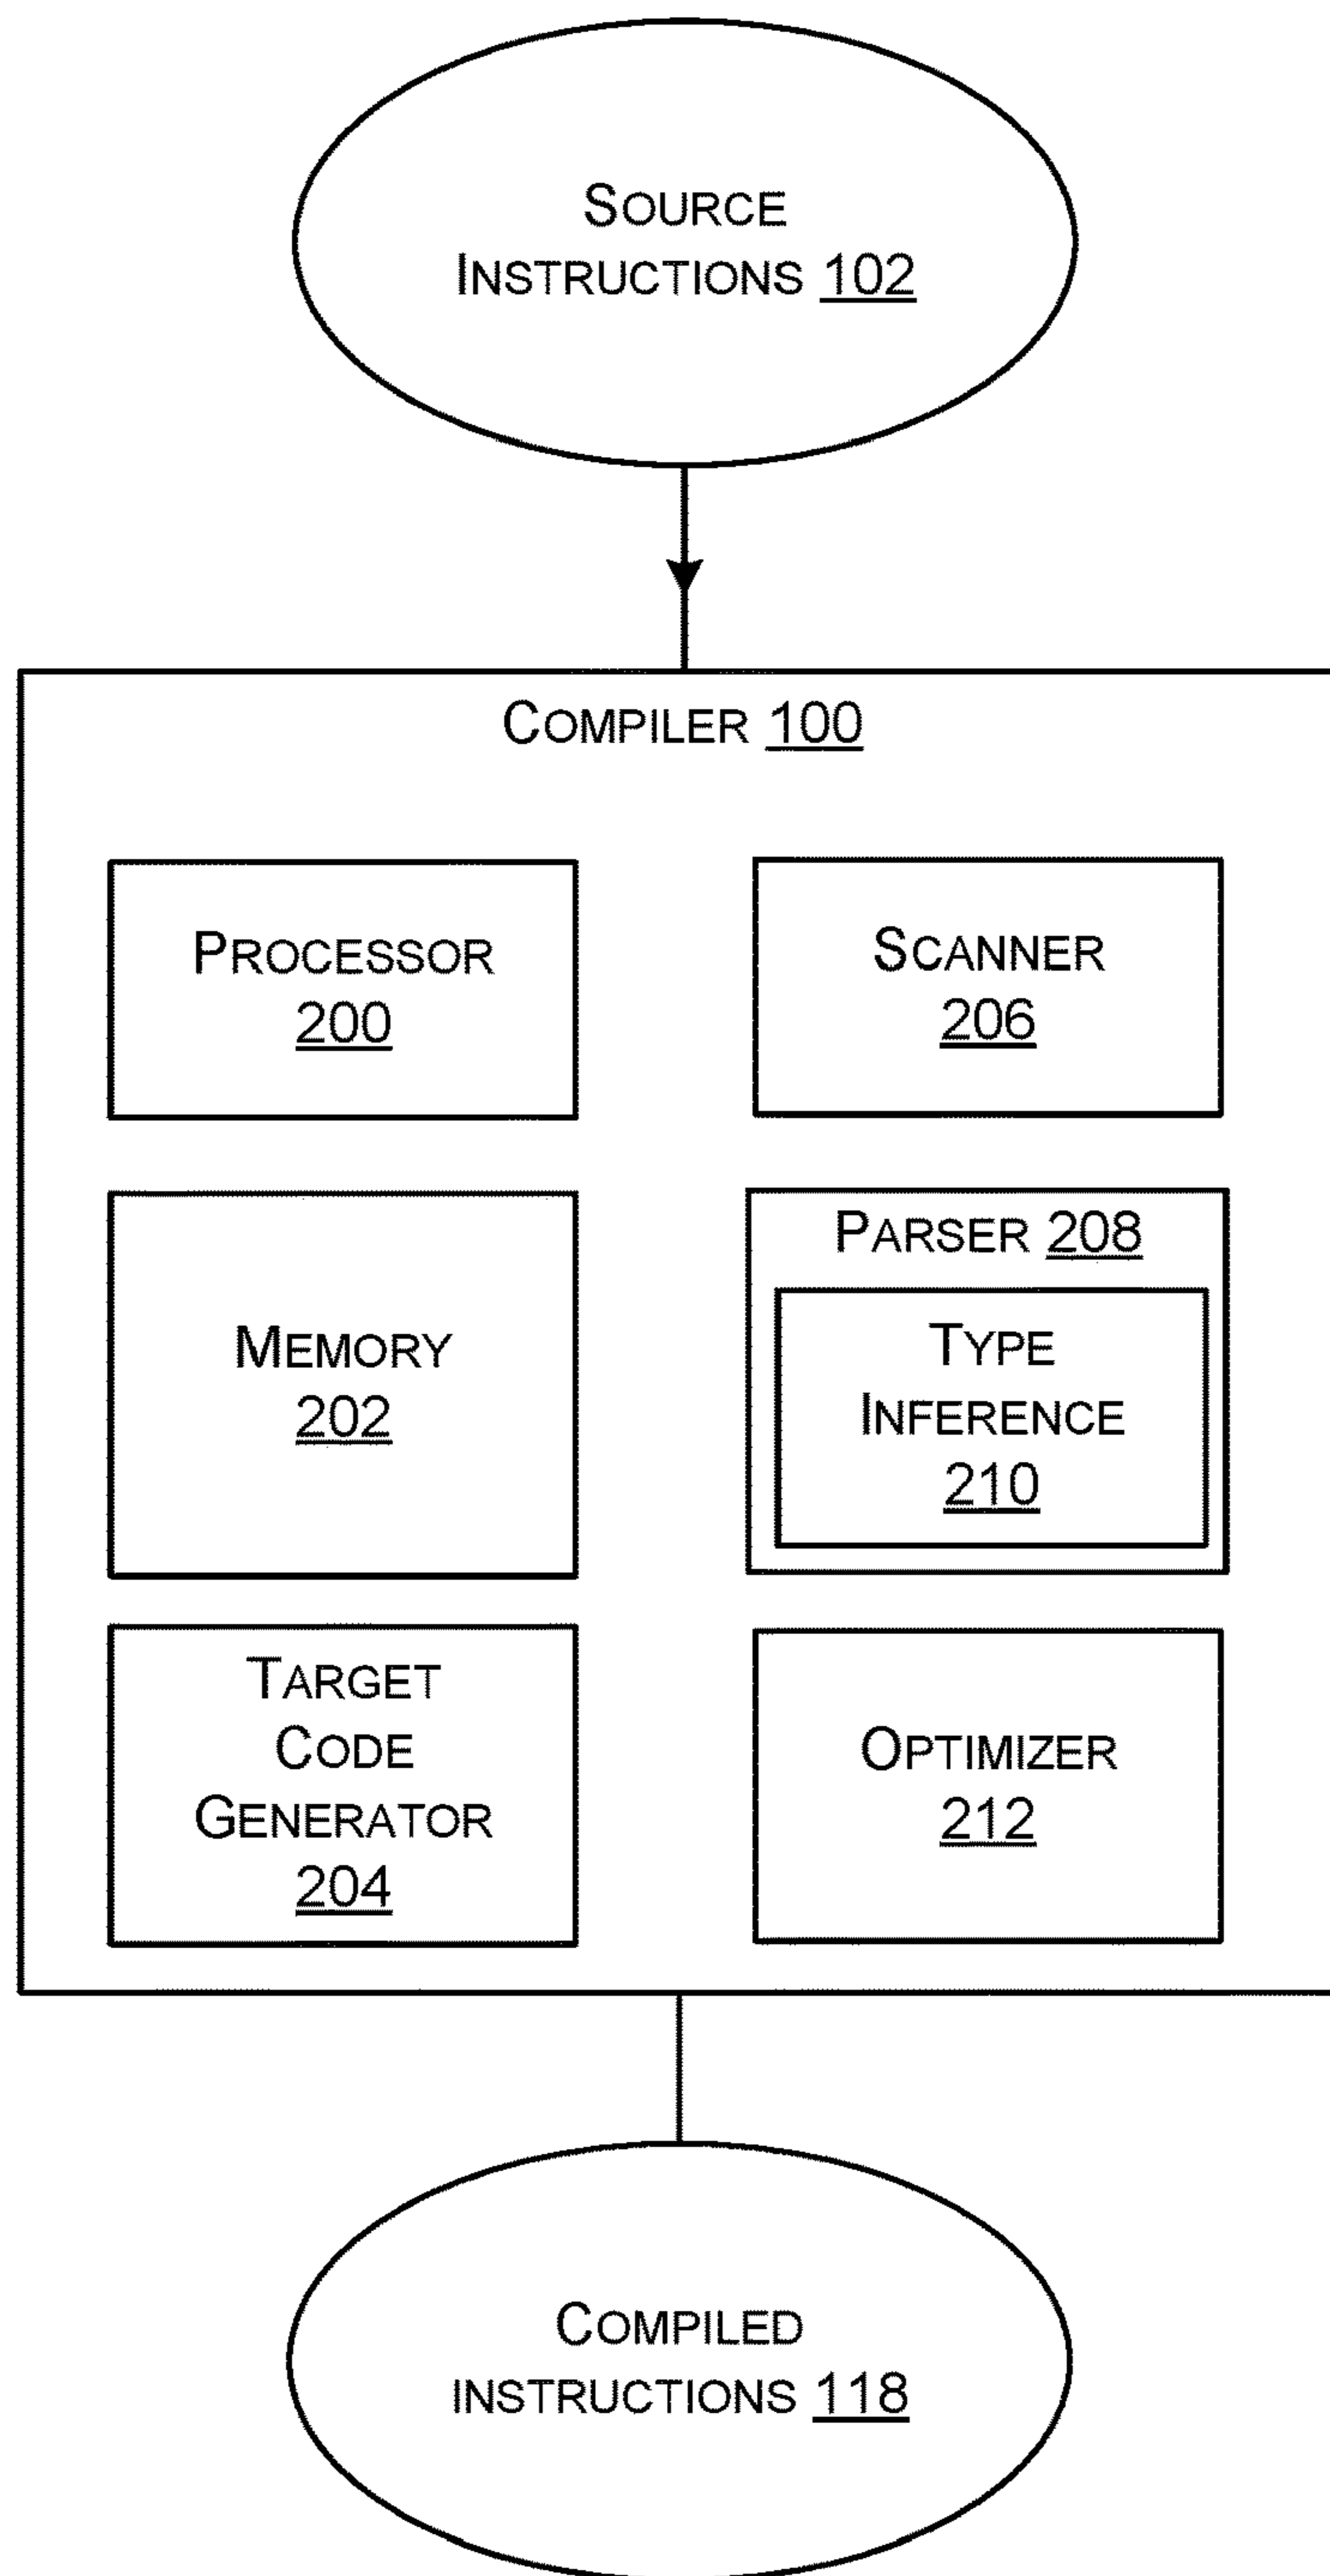 SOURCE
INSTRUCTIONS 102
COMPILER 100
PROCESSOR
200
SCANNER
206
MEMORY
202
PARSER 208
TYPE
INFERENCE
210
TARGET
CODE
GENERATOR
204
OPTIMIZER
212
COMPILED
INSTRUCTIONS 118